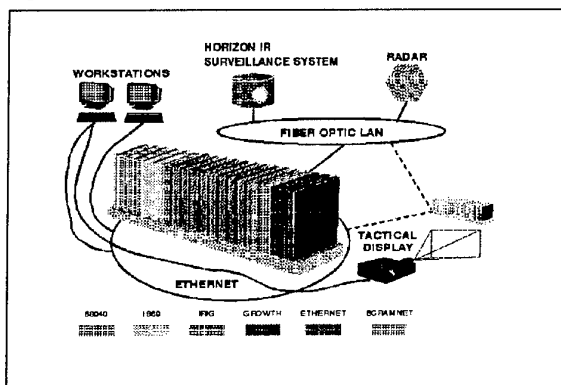 HORIZON IR
SURVEILLANCE SYSTEM
RADAR
WORKSTATIONS
FIBER OPTIC LAN
TACTICAL
DISPLAY
ETHERNET
68040 I860 IRIG GROWTH ETHERNET SCRAMNET